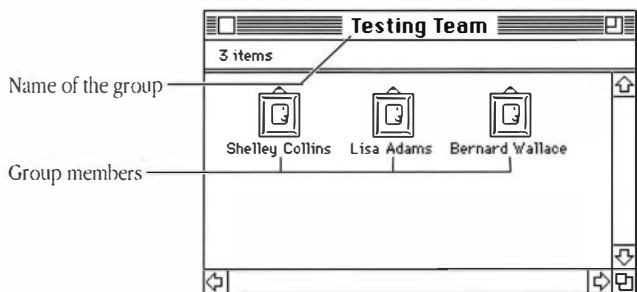 Testing Team
3 items
Name of the group
Shelley Collins Lisa Adams Bernard Wallace
Group members